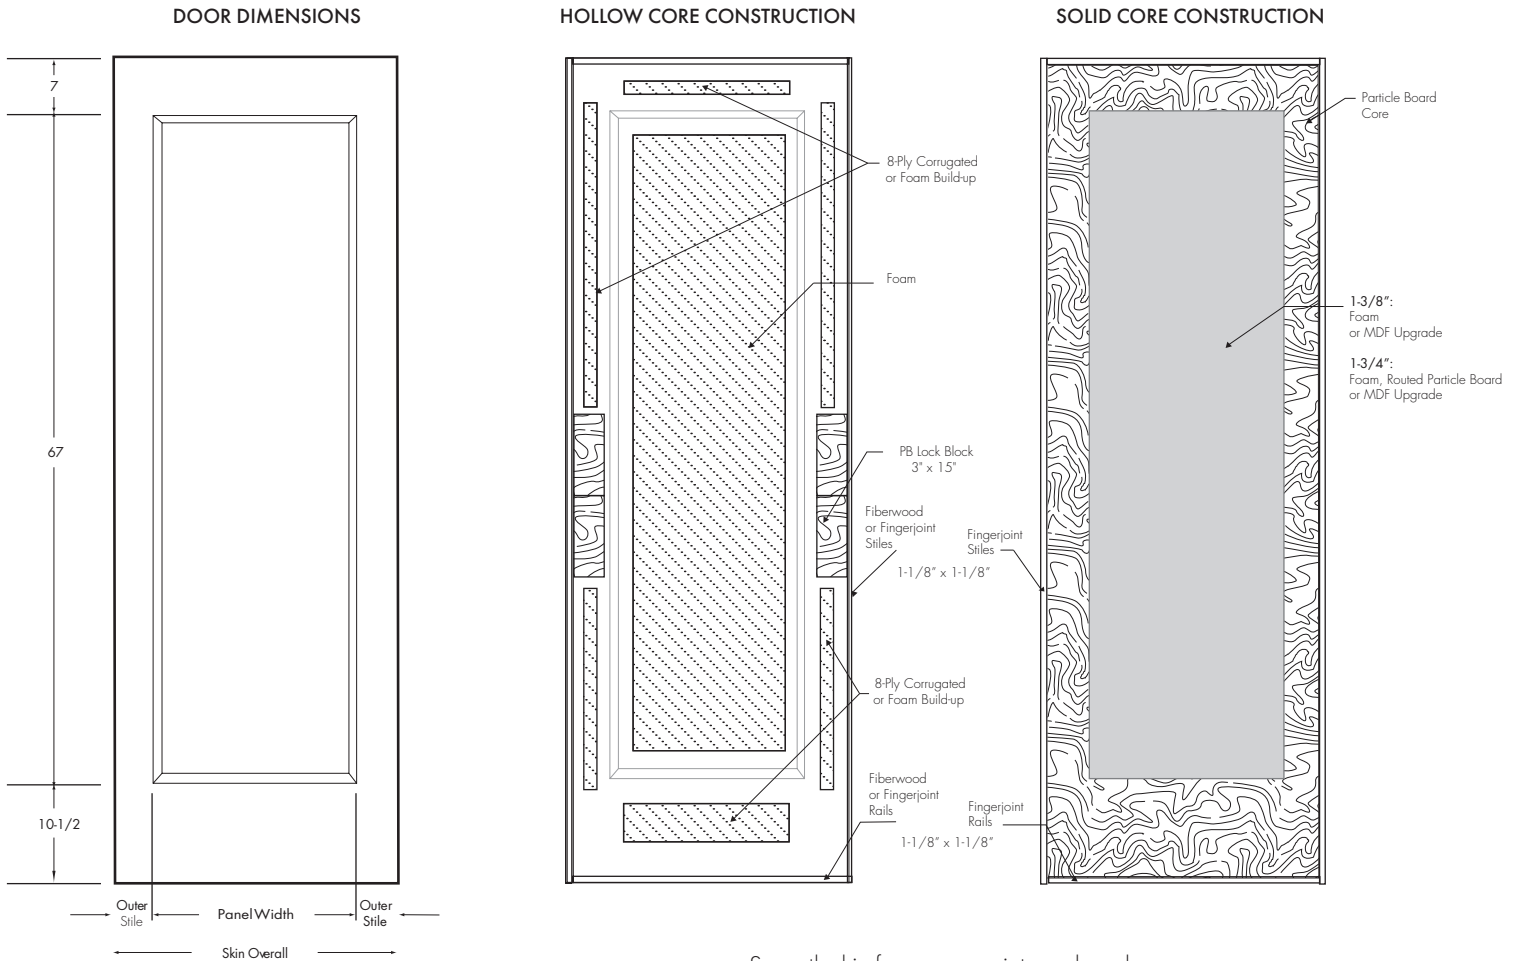 DOOR DIMENSIONS
HOLLOW CORE CONSTRUCTION
SOLID CORE CONSTRUCTION
7
67
10-1/2
Outer
Stile
Panel Width
Outer
Stile
Skin Overall
8-Ply Corrugated
or Foam Build-up
Foam
PB Lock Block
3" x 15"
Fiberwood
or Fingerjoint
Stiles
1-1/8" x 1-1/8"
8-Ply Corrugated
or Foam Build-up
Fiberwood
or Fingerjoint
Rails
1-1/8" x 1-1/8"
Fingerjoint
Stiles
Fingerjoint
Rails
Particle Board
Core
1-3/8":
Foam
or MDF Upgrade
1-3/4":
Foam, Routed Particle Board
or MDF Upgrade